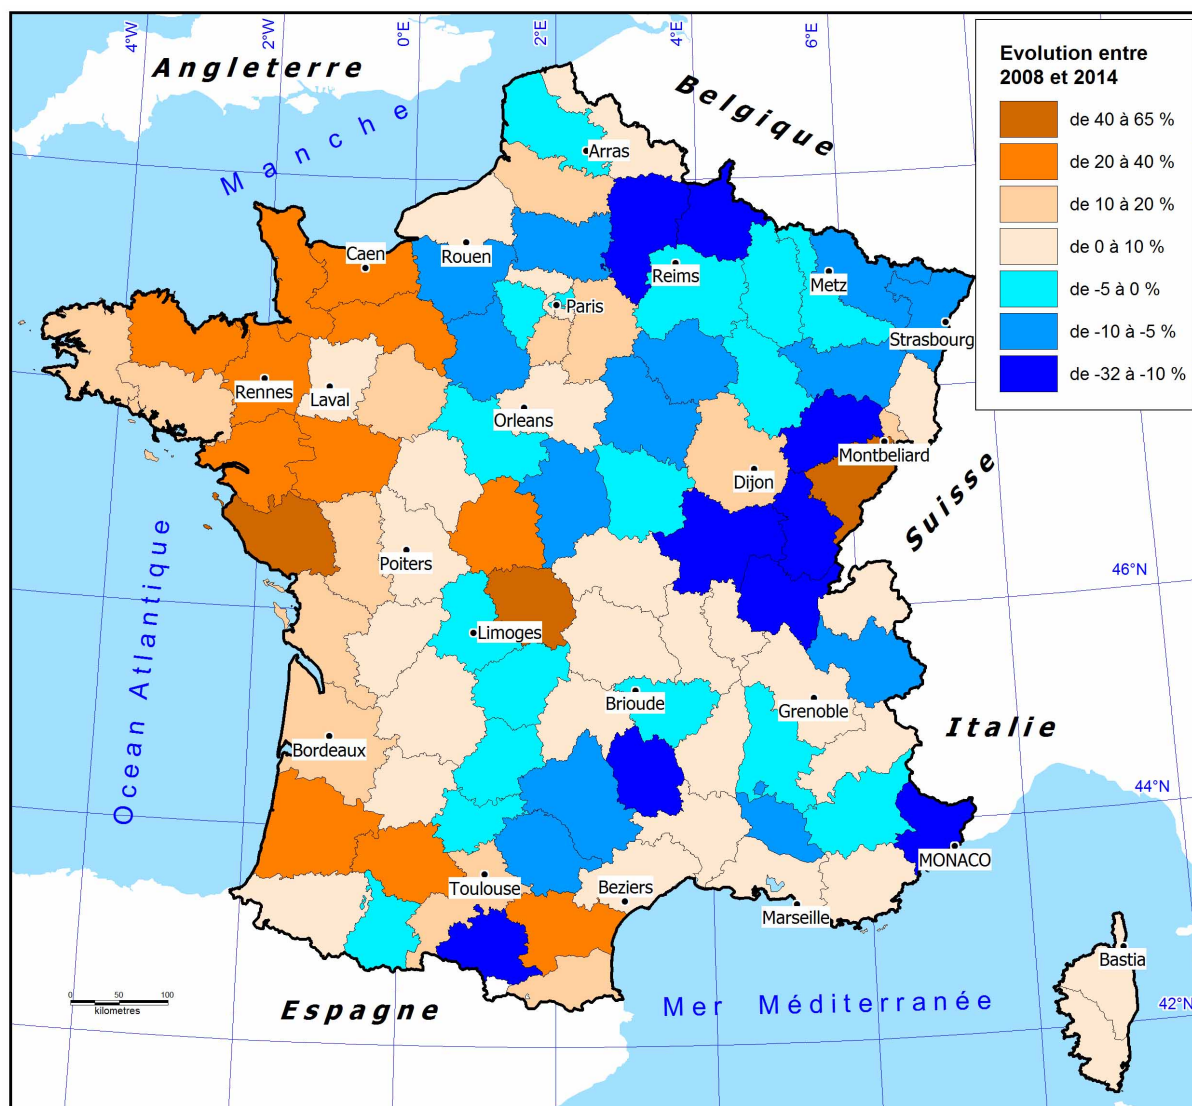 4°W
2°W
0°E
2°E
4°E
6°E
Evolution entre
2008 et 2014
de 40 à 65 %
de 20 à 40 %
de 10 à 20 %
de 0 à 10 %
de -5 à 0 %
de -10 à -5 %
de -32 à -10 %
Angleterre
Belgique
Manche
Arras
Caen
Rouen
Reims
Metz
Paris
Strasbourg
Rennes
Laval
Orleans
Montbeliard
Dijon
Suisse
Poiters
46°N
Ocean Atlantique
Limoges
Brioude
Grenoble
Italie
Bordeaux
44°N
MONACO
Toulouse
Beziers
Marseille
Bastia
0 50 100
kilometres
Espagne
Mer Méditerranée
42°N